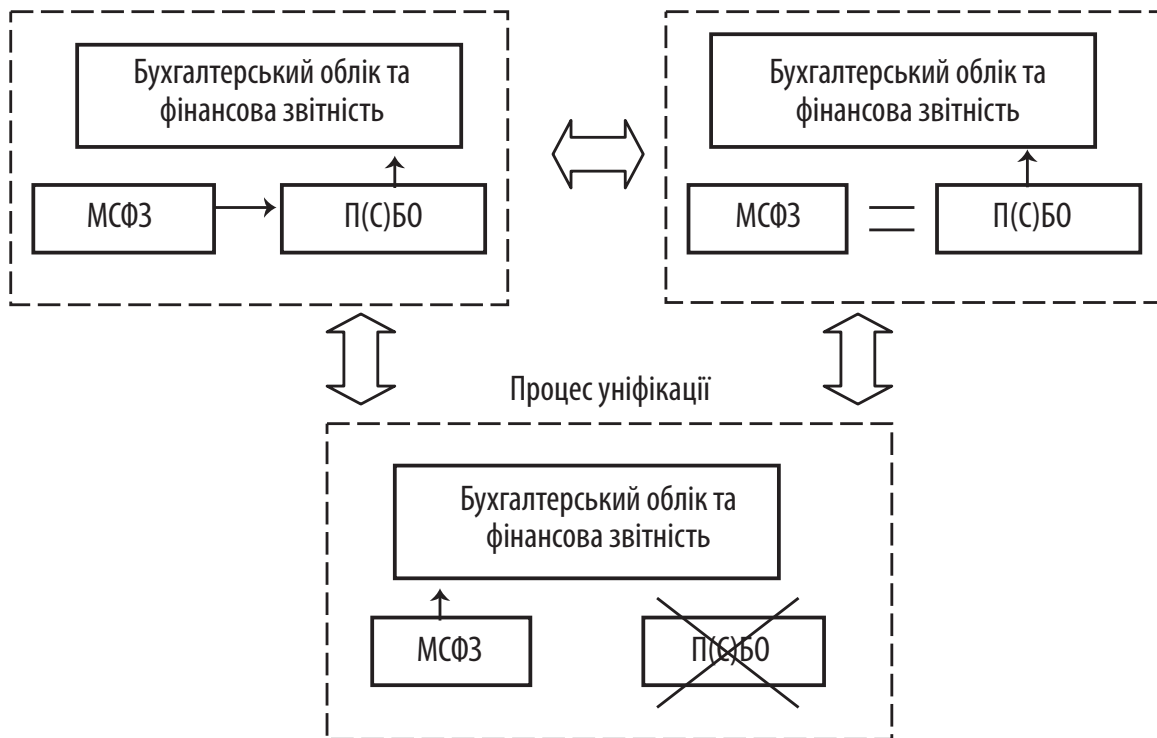 Бухгалтерський облік та
фінансова звітність
МСФЗ
П(С)БО
Бухгалтерський облік та
фінансова звітність
МСФЗ
П(С)БО
Процес уніфікації
Бухгалтерський облік та
фінансова звітність
МСФЗ
П(С)БО